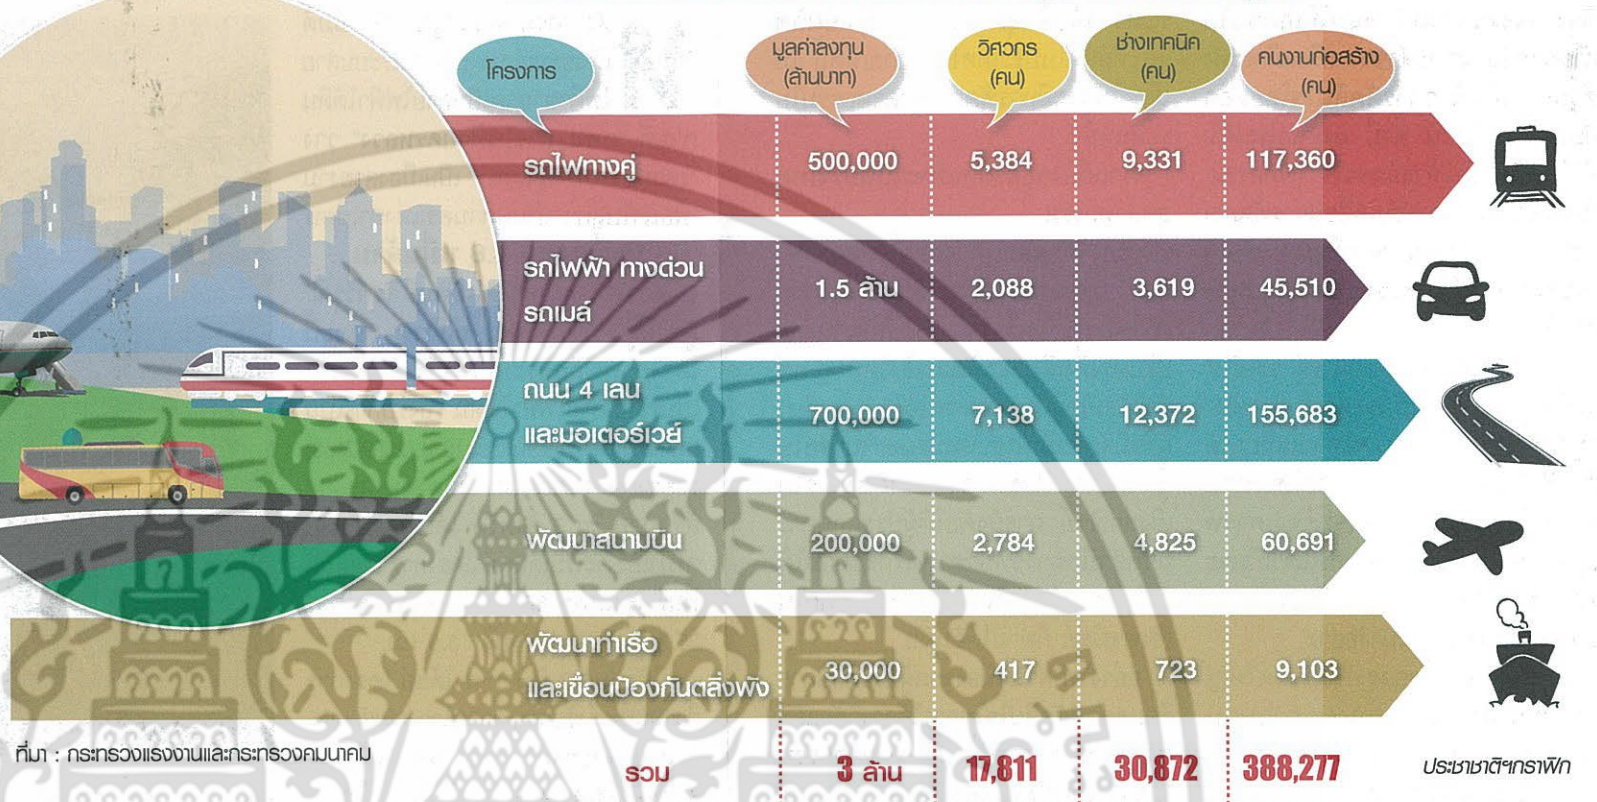 โครงการ
มูลค่าลงทุน
(ล้านบาท)
วิศวกร
(คน)
ช่างเทคนิค
(คน)
คนงานก่อสร้าง
(คน)
รถไฟทางคู่ 500,000 5,384 9,331 117,360
รถไฟฟ้า ทางด่วน
รถเมล์ 1.5 ล้าน 2,088 3,619 45,510
ถนน 4 เลน
และมอเตอร์เวย์ 700,000 7,138 12,372 155,683
พัฒนาสนามบิน 200,000 2,784 4,825 60,691
พัฒนาท่าเรือ
และเขื่อนป้องกันตลิ่งพัง 30,000 417 723 9,103
รวม 3 ล้าน 17,811 30,872 388,277
ที่มา : กระทรวงแรงงานและกระทรวงคมนาคม
ประชาชาติฯกราฟิก